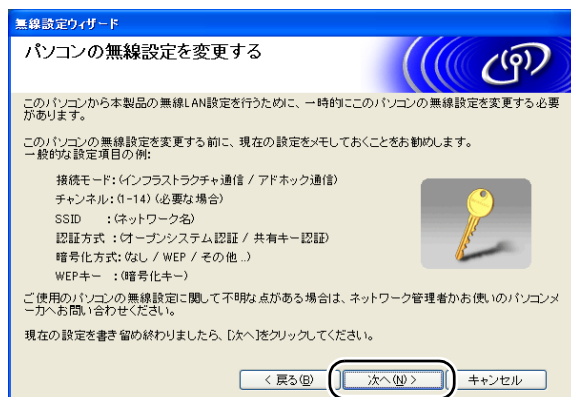 無線設定ウィザード
パソコンの無線設定を変更する
このパソコンから本製品の無線LAN設定を行うために、一時的にこのパソコンの無線設定を変更する必要
があります。
このパソコンの無線設定を変更する前に、現在の設定をメモしておくことをお勧めします。
一般的な設定項目の例:
接続モード:(インフラストラクチャ通信 / アドホック通信)
チャンネル:(1-14) (必要な場合)
SSID :(ネットワーク名)
認証方式 :(オープンシステム認証 / 共有キー認証)
暗号化方式:(なし / WEP / その他...)
WEPキー :(暗号化キー)
ご使用のパソコンの無線設定に関して不明な点がある場合は、ネットワーク管理者かお使いのパソコンメ
ーカへお問い合わせください。
現在の設定を書き留め終わりましたら、[次へ]をクリックしてください。
< 戻る(B) 次へ(N) > キャンセル